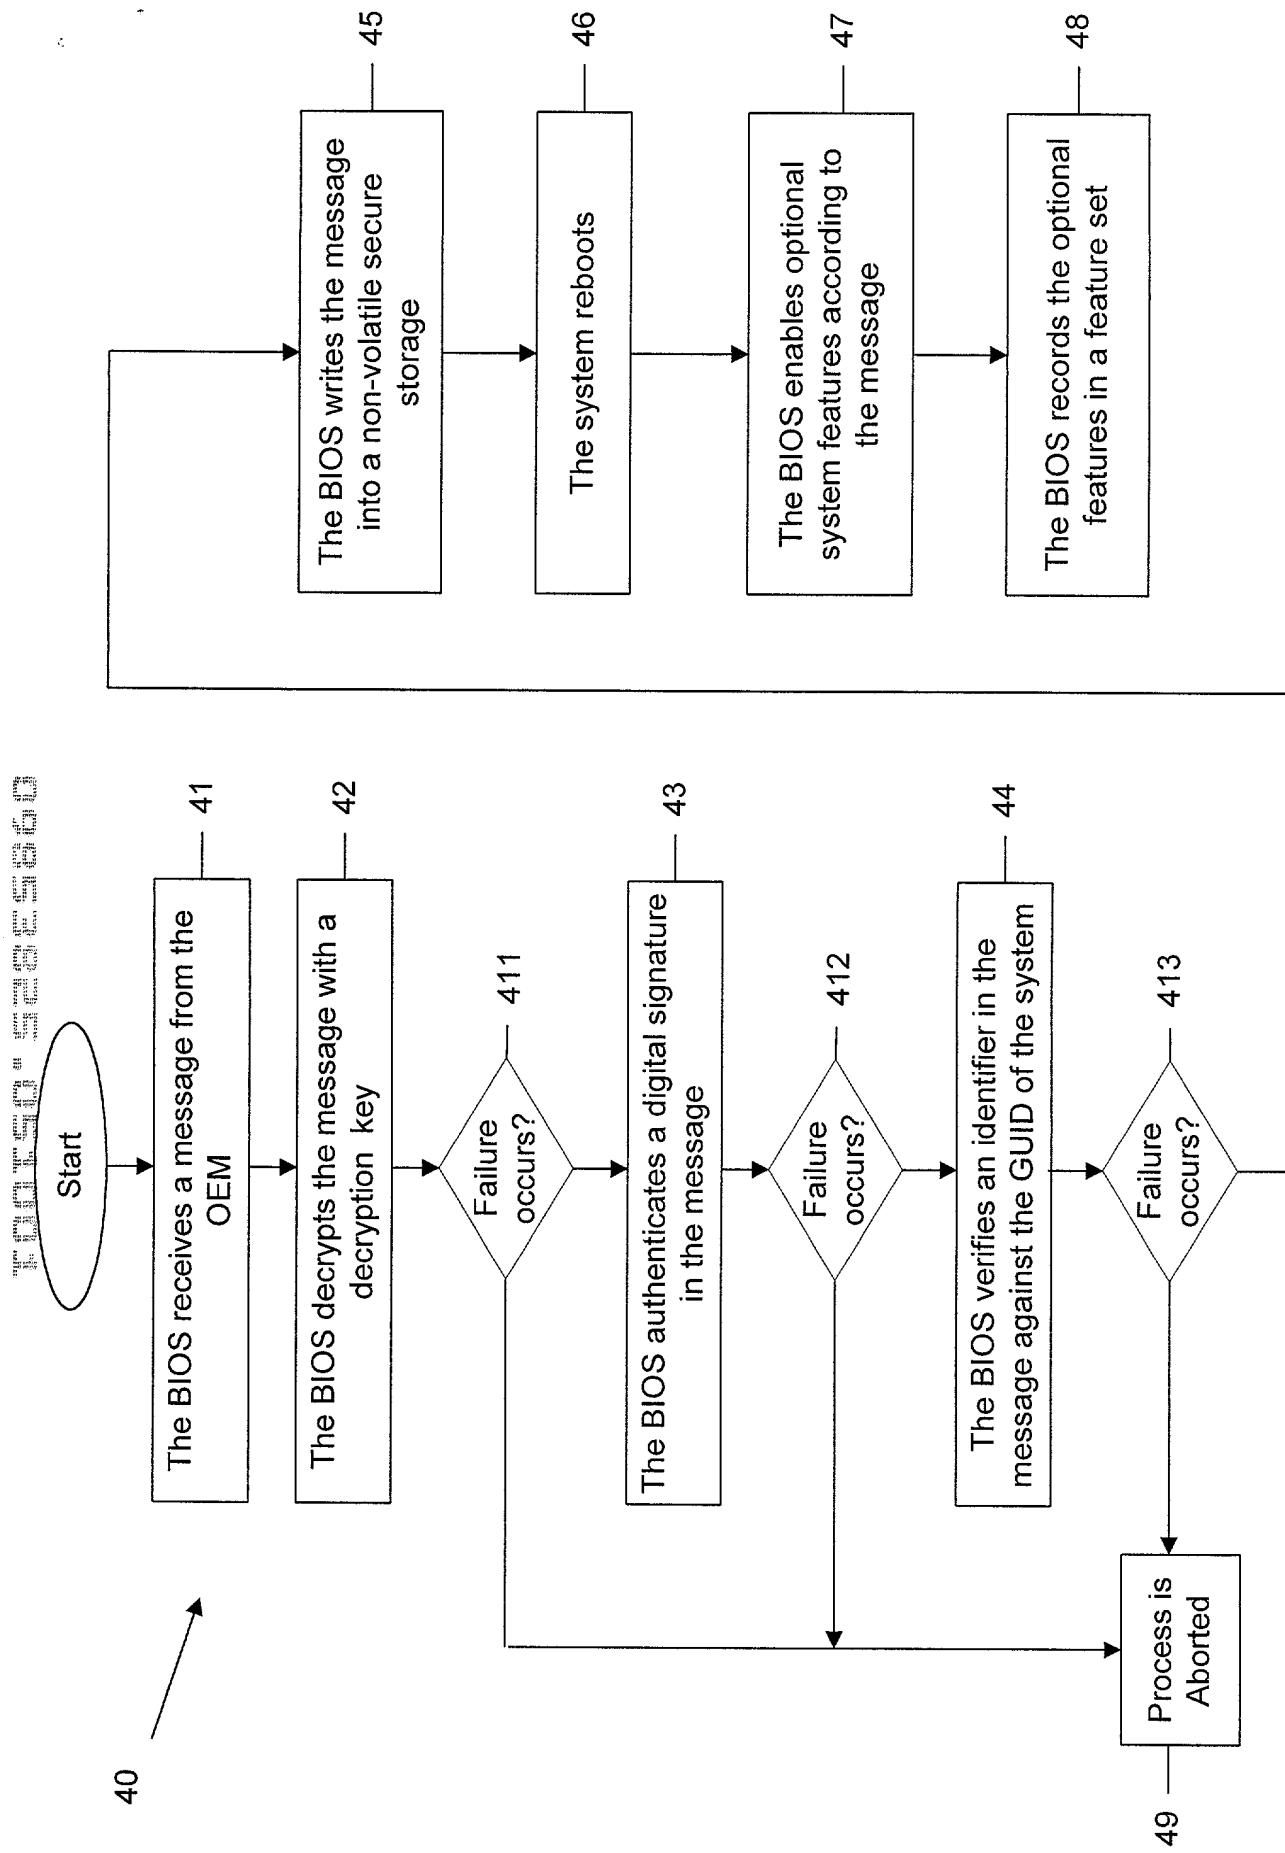 40
Start
The BIOS receives a message from the
OEM
41
The BIOS decrypts the message with a
decryption key
42
Failure
occurs?
411
The BIOS authenticates a digital signature
in the message
43
Failure
occurs?
412
The BIOS verifies an identifier in the
message against the GUID of the system
44
Failure
occurs?
413
Process is
Aborted
49
The BIOS writes the message
into a non-volatile secure
storage
45
The system reboots
46
The BIOS enables optional
system features according to
the message
47
The BIOS records the optional
features in a feature set
48